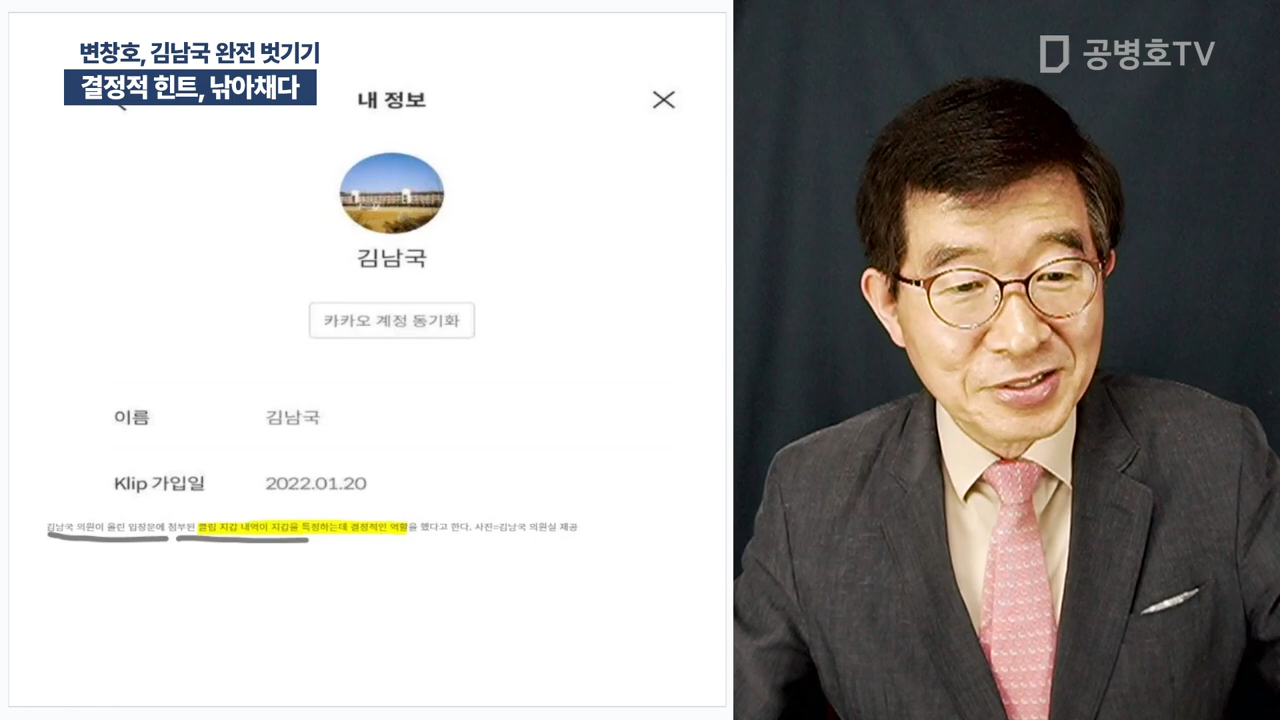 변창호, 김남국 완전 벗기기
결정적 힌트, 낚아채다
공병호TV
내 정보
김남국
카카오 계정 동기화
이름 김남국
Klip 가입일 2022.01.20
김남국 의원이 올린 입장문에 첨부된 클립 지갑 내역이 지갑을 특정하는데 결정적인 역할을 했다고 한다. 사진=김남국 의원실 제공